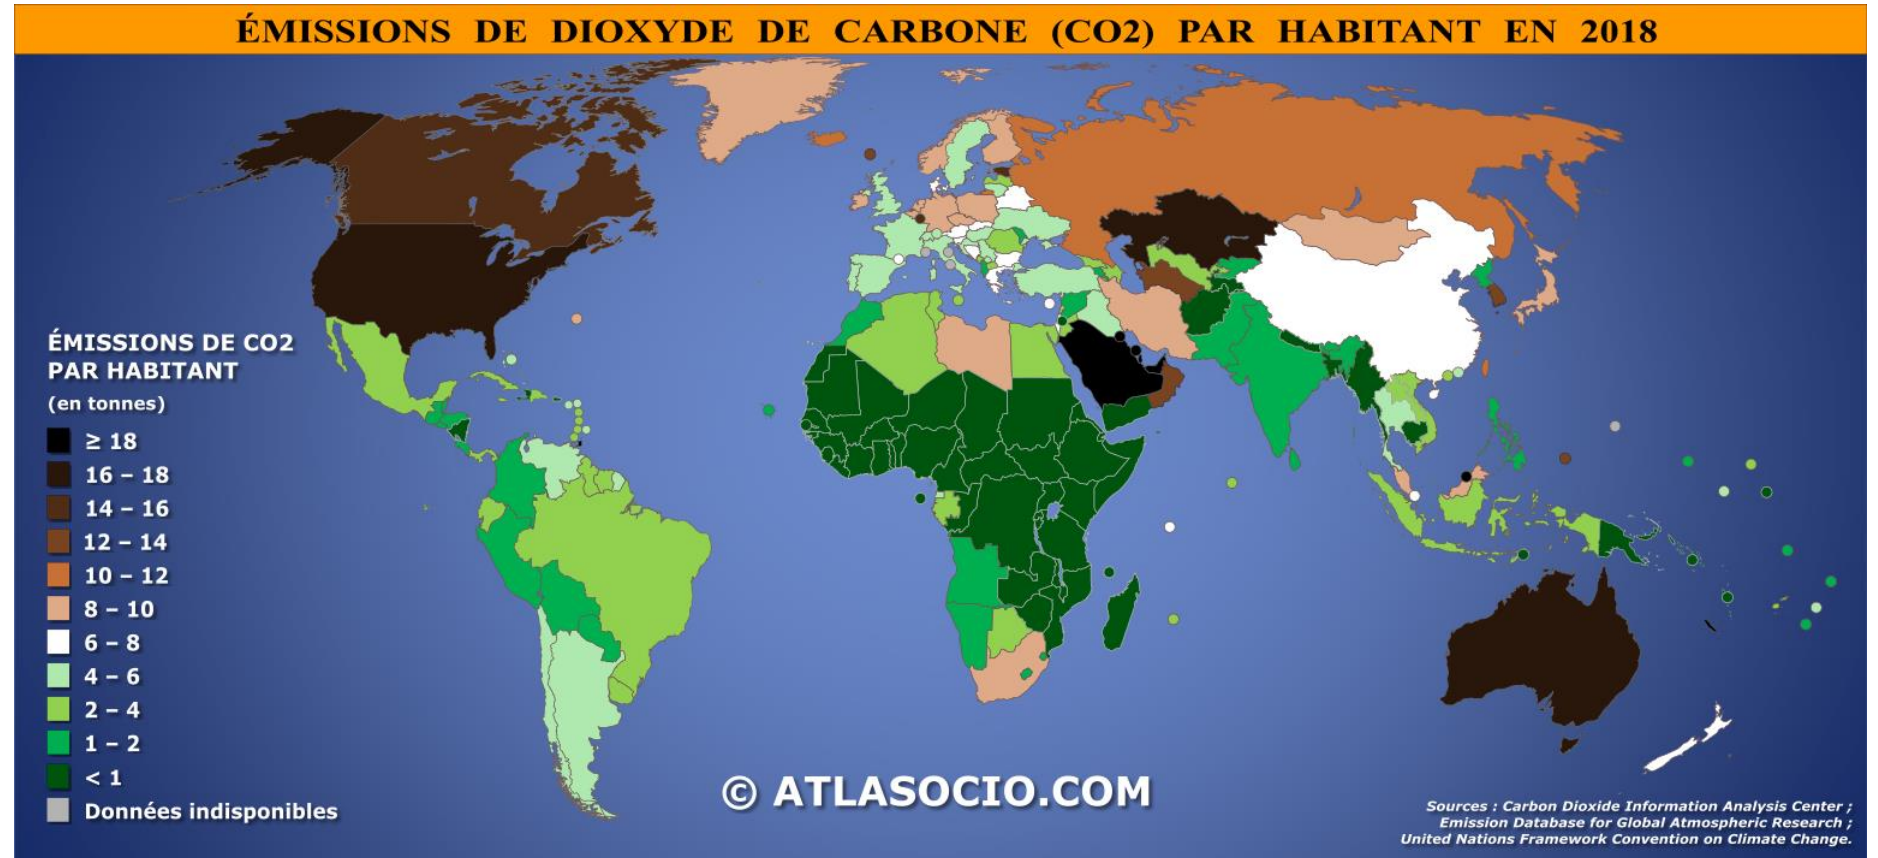 ÉMISSIONS DE DIOXYDE DE CARBONE (CO2) PAR HABITANT EN 2018
ÉMISSIONS DE CO2
PAR HABITANT
(en tonnes)
≥ 18
16 – 18
14 – 16
12 – 14
10 – 12
8 – 10
6 – 8
4 – 6
2 – 4
1 – 2
< 1
Données indisponibles
© ATLASOCIO.COM
Sources : Carbon Dioxide Information Analysis Center ;
Emission Database for Global Atmospheric Research ;
United Nations Framework Convention on Climate Change.